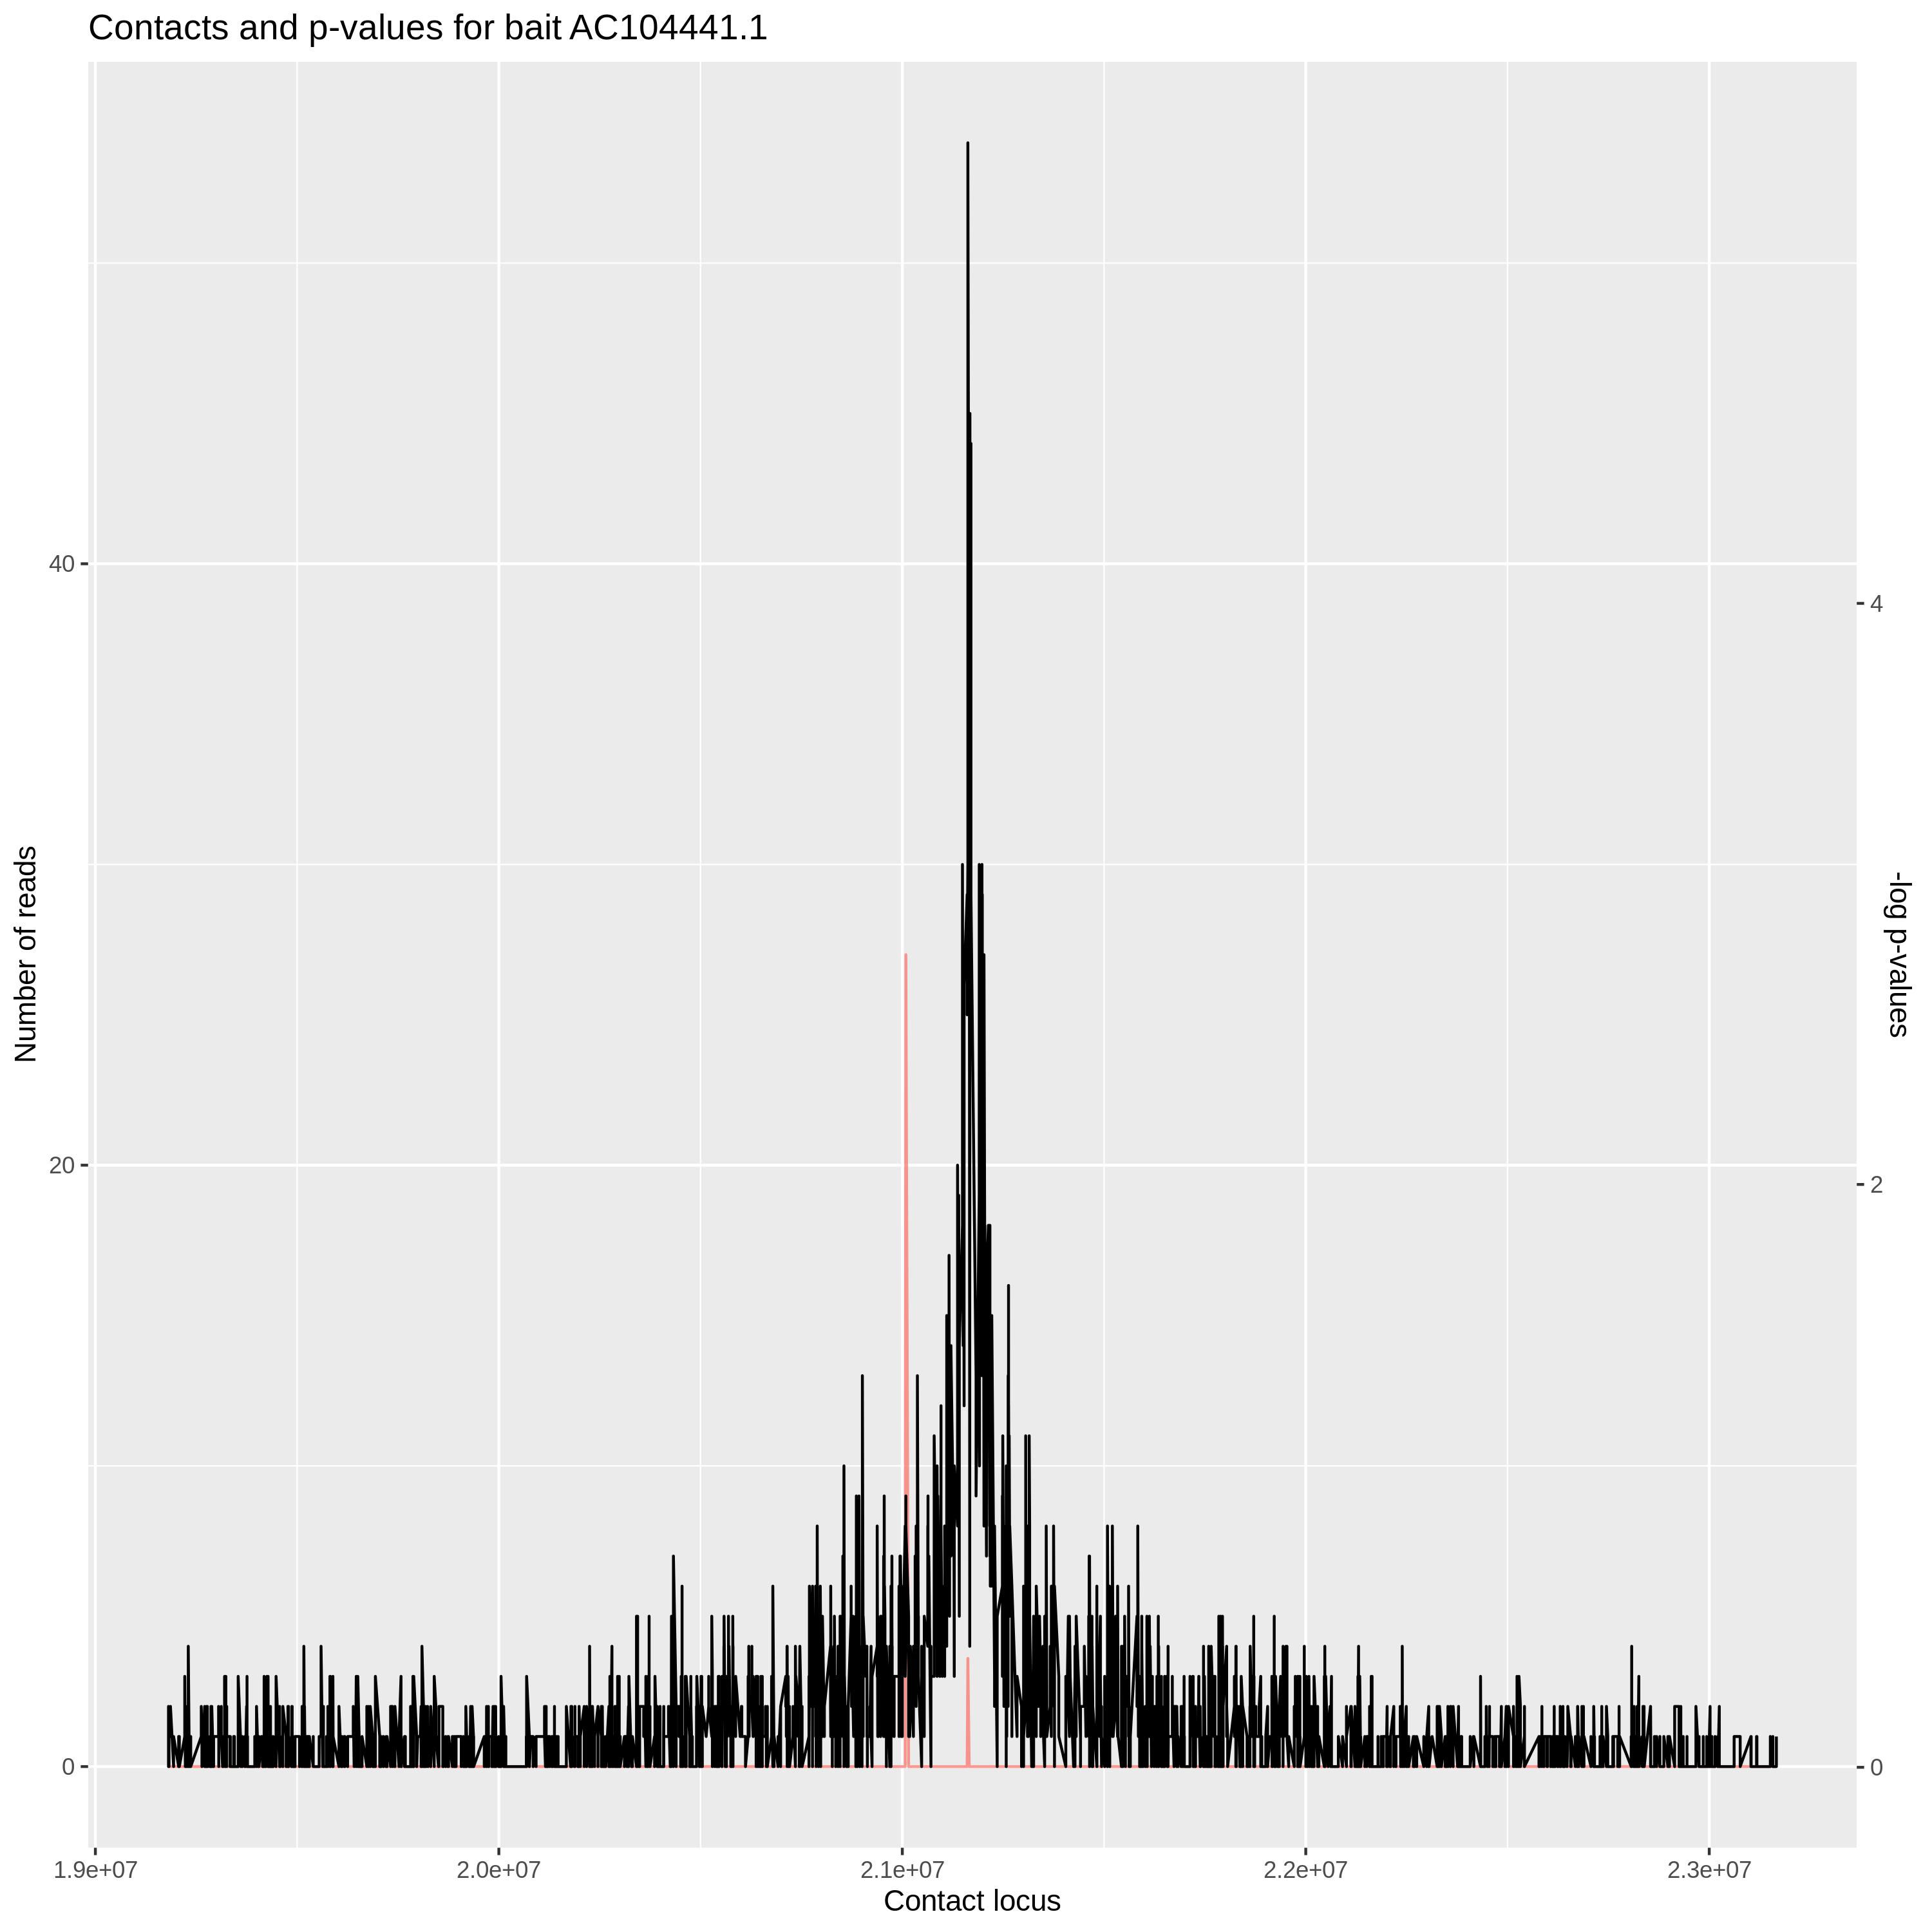 Contacts and p-values for bait AC104441.1
Number of reads
40
20
0
4
2
0
-log p-values
1.9e+07
2.0e+07
2.1e+07
2.2e+07
2.3e+07
Contact locus